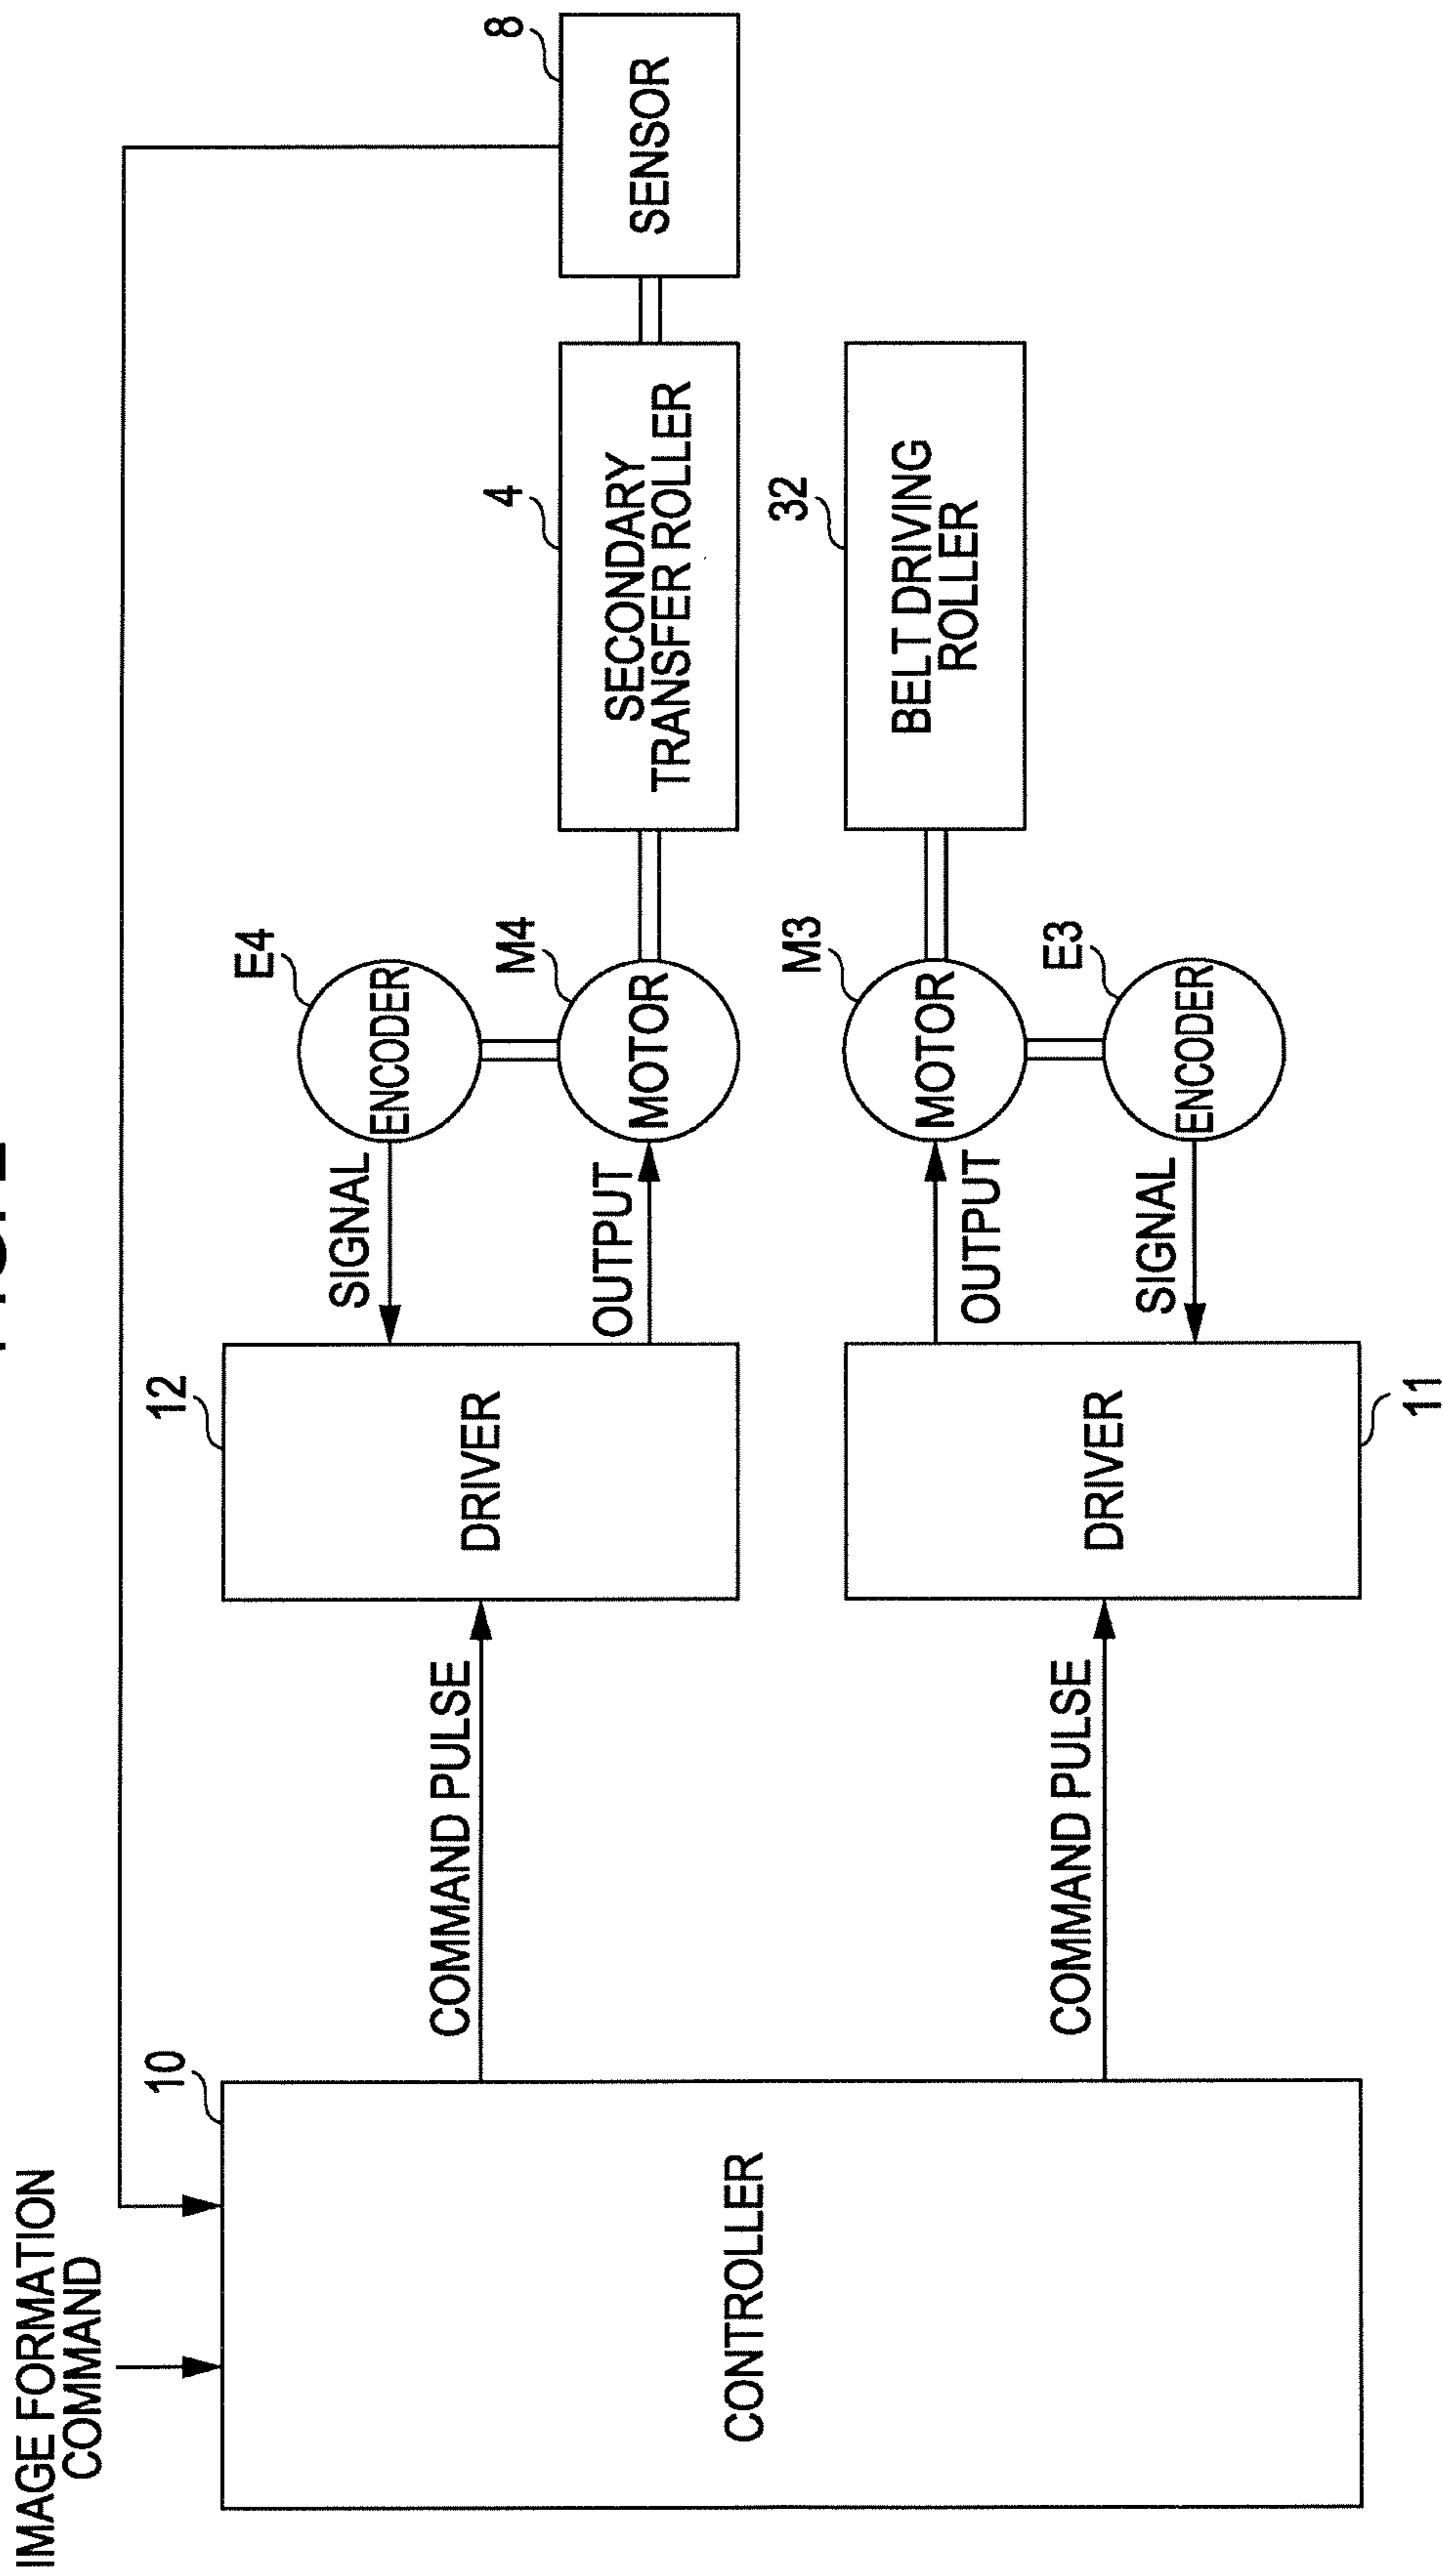 IMAGE FORMATION
COMMAND
10
CONTROLLER
COMMAND PULSE
COMMAND PULSE
12
DRIVER
11
DRIVER
SIGNAL
OUTPUT
OUTPUT
SIGNAL
E4
ENCODER
M4
MOTOR
M3
MOTOR
E3
ENCODER
4
SECONDARY
TRANSFER ROLLER
32
BELT DRIVING
ROLLER
8
SENSOR